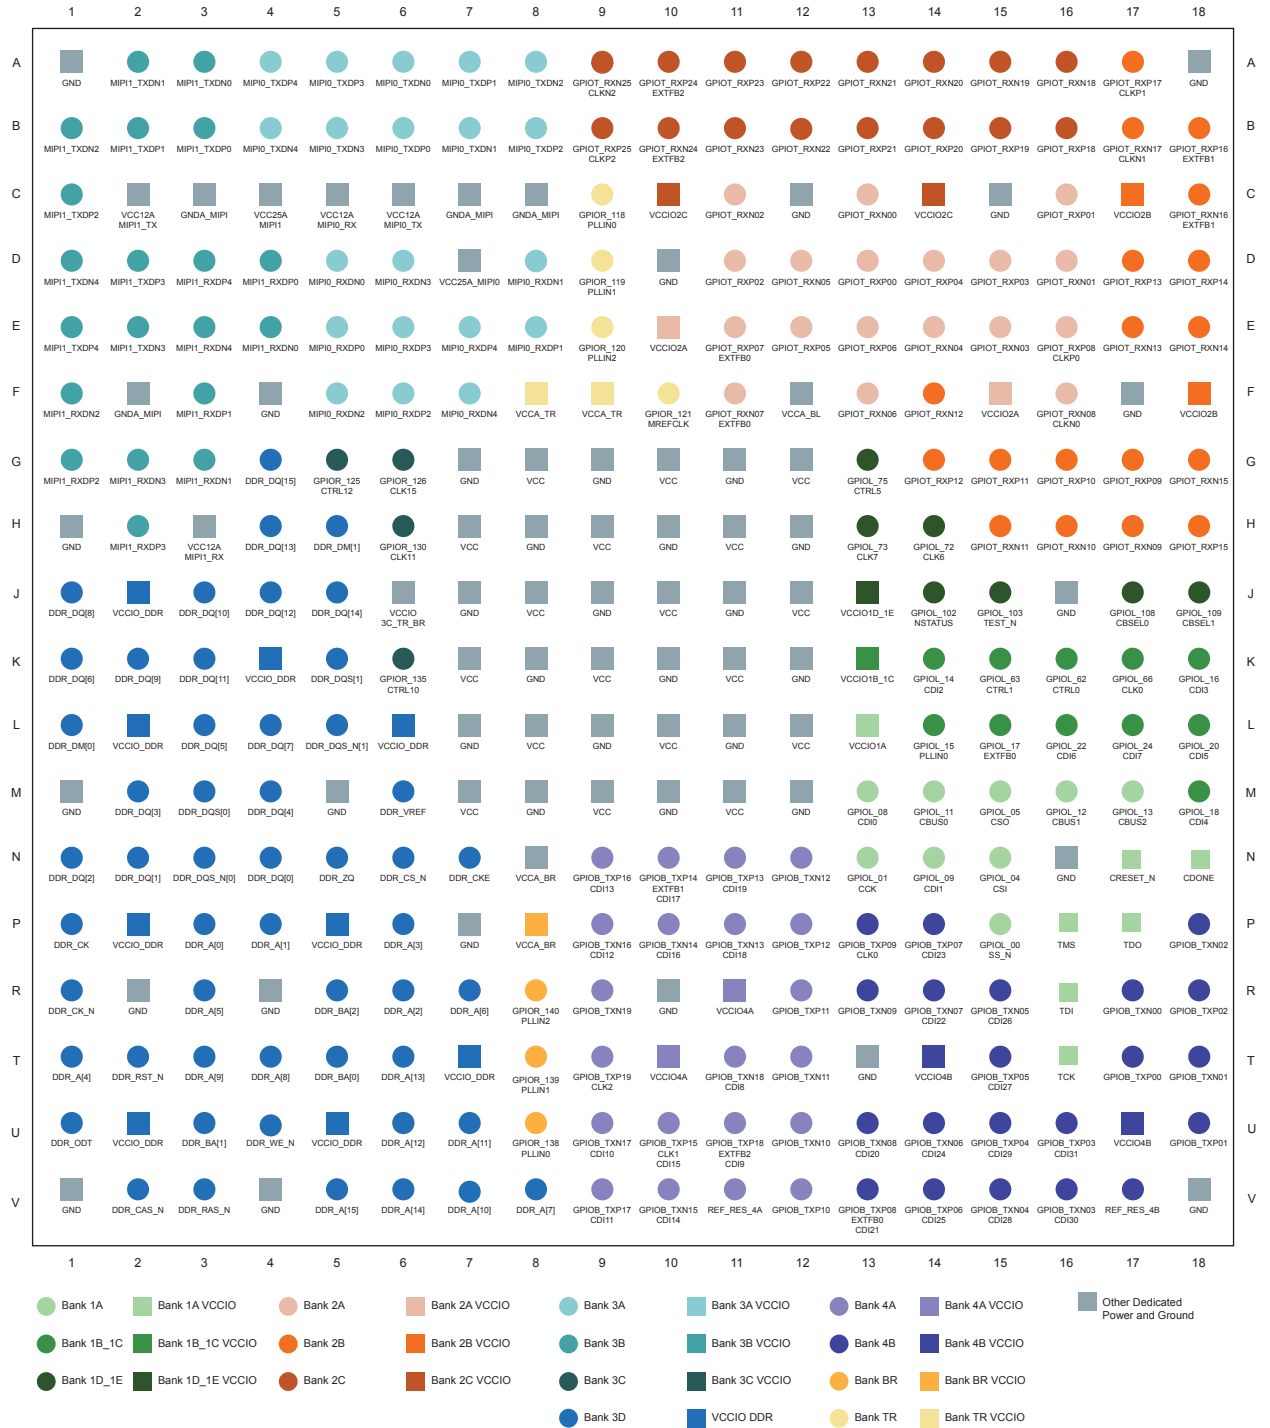 1 2 3 4 5 6 7 8 9 10 11 12 13 14 15 16 17 18
A A
GND MIPI1_TXDN1 MIPI1_TXDN0 MIPI0_TXDP4 MIPI0_TXDP3 MIPI0_TXDN0 MIPI0_TXDP1 MIPI0_TXDN2 GPIOT_RXN25 GPIOT_RXP24 GPIOT_RXP23 GPIOT_RXP22 GPIOT_RXN21 GPIOT_RXN20 GPIOT_RXN19 GPIOT_RXN18 GPIOT_RXP17 GND
CLKN2 EXTFB2 CLKP1
B B
MIPI1_TXDN2 MIPI1_TXDP1 MIPI1_TXDP0 MIPI0_TXDN4 MIPI0_TXDN3 MIPI0_TXDP0 MIPI0_TXDN1 MIPI0_TXDP2 GPIOT_RXP25 GPIOT_RXN24 GPIOT_RXN23 GPIOT_RXN22 GPIOT_RXP21 GPIOT_RXP20 GPIOT_RXP19 GPIOT_RXP18 GPIOT_RXN17 GPIOT_RXP16
CLKP2 EXTFB2 CLKN1 EXTFB1
C C
MIPI1_TXDP2 VCC12A GNDA_MIPI VCC25A VCC12A VCC12A GNDA_MIPI GNDA_MIPI GPIOR_118 VCCIO2C GPIOT_RXN02 GND GPIOT_RXN00 VCCIO2C GND GPIOT_RXP01 VCCIO2B GPIOT_RXN16
MIPI1_TX MIPI1 MIPI0_RX MIPI0_TX PLLIN0 EXTFB1
D D
MIPI1_TXDN4 MIPI1_TXDP3 MIPI1_RXDP4 MIPI1_RXDP0 MIPI0_RXDN0 MIPI0_RXDN3 VCC25A_MIPI0 MIPI0_RXDN1 GPIOR_119 GND GPIOT_RXP02 GPIOT_RXN05 GPIOT_RXP00 GPIOT_RXP04 GPIOT_RXP03 GPIOT_RXN01 GPIOT_RXP13 GPIOT_RXP14
PLLIN1
E E
MIPI1_TXDP4 MIPI1_TXDN3 MIPI1_RXDN4 MIPI1_RXDN0 MIPI0_RXDP0 MIPI0_RXDP3 MIPI0_RXDP4 MIPI0_RXDP1 GPIOR_120 VCCIO2A GPIOT_RXP07 GPIOT_RXP05 GPIOT_RXP06 GPIOT_RXN04 GPIOT_RXN03 GPIOT_RXP08 GPIOT_RXN13 GPIOT_RXN14
PLLIN2 EXTFB0 CLKP0
F F
MIPI1_RXDN2 GNDA_MIPI MIPI1_RXDP1 GND MIPI0_RXDN2 MIPI0_RXDP2 MIPI0_RXDN4 VCCA_TR VCCA_TR GPIOR_121 GPIOT_RXN07 VCCA_BL GPIOT_RXN06 GPIOT_RXN12 VCCIO2A GPIOT_RXN08 GND VCCIO2B
MREFCLK EXTFB0 CLKN0
G G
MIPI1_RXDP2 MIPI1_RXDN3 MIPI1_RXDN1 DDR_DQ[15] GPIOR_125 GPIOR_126 GND VCC GND VCC GND VCC GPIOL_75 GPIOT_RXP12 GPIOT_RXP11 GPIOT_RXP10 GPIOT_RXP09 GPIOT_RXN15
CTRL12 CLK15 CTRL5
H H
GND MIPI1_RXDP3 VCC12A DDR_DQ[13] DDR_DM[1] GPIOR_130 VCC GND VCC GND VCC GND GPIOL_73 GPIOL_72 GPIOT_RXN11 GPIOT_RXN10 GPIOT_RXN09 GPIOT_RXP15
MIPI1_RX CLK11 CLK7 CLK6
J J
DDR_DQ[8] VCCIO_DDR DDR_DQ[10] DDR_DQ[12] DDR_DQ[14] VCCIO GND VCC GND VCC GND VCC VCCIO1D_1E GPIOL_102 GPIOL_103 GND GPIOL_108 GPIOL_109
3C_TR_BR NSTATUS TEST_N CBSEL0 CBSEL1
K K
DDR_DQ[6] DDR_DQ[9] DDR_DQ[11] VCCIO_DDR DDR_DQS[1] GPIOR_135 VCC GND VCC GND VCC GND VCCIO1B_1C GPIOL_14 GPIOL_63 GPIOL_62 GPIOL_66 GPIOL_16
CTRL10 CDI2 CTRL1 CTRL0 CLK0 CDI3
L L
DDR_DM[0] VCCIO_DDR DDR_DQ[5] DDR_DQ[7] DDR_DQS_N[1] VCCIO_DDR GND VCC GND VCC GND VCC VCCIO1A GPIOL_15 GPIOL_17 GPIOL_22 GPIOL_24 GPIOL_20
PLLIN0 EXTFB0 CDI6 CDI7 CDI5
M M
GND DDR_DQ[3] DDR_DQS[0] DDR_DQ[4] GND DDR_VREF VCC GND VCC GND VCC GND GPIOL_08 GPIOL_11 GPIOL_05 GPIOL_12 GPIOL_13 GPIOL_18
CDI0 CBUS0 CSO CBUS1 CBUS2 CDI4
N N
DDR_DQ[2] DDR_DQ[1] DDR_DQS_N[0] DDR_DQ[0] DDR_ZQ DDR_CS_N DDR_CKE VCCA_BR GPIOB_TXP16 GPIOB_TXP14 GPIOB_TXP13 GPIOB_TXN12 GPIOL_01 GPIOL_09 GPIOL_04 GND CRESET_N CDONE
CDI13 EXTFB1 CDI19 CCK CDI1 CSI
CDI17
P P
DDR_CK VCCIO_DDR DDR_A[0] DDR_A[1] VCCIO_DDR DDR_A[3] GND VCCA_BR GPIOB_TXN16 GPIOB_TXN14 GPIOB_TXN13 GPIOB_TXP12 GPIOB_TXP09 GPIOB_TXP07 GPIOL_00 TMS TDO GPIOB_TXN02
CDI12 CDI16 CDI18 CLK0 CDI23 SS_N
R R
DDR_CK_N GND DDR_A[5] GND DDR_BA[2] DDR_A[2] DDR_A[6] GPIOR_140 GPIOB_TXN19 GND VCCIO4A GPIOB_TXP11 GPIOB_TXN09 GPIOB_TXN07 GPIOB_TXN05 TDI GPIOB_TXN00 GPIOB_TXP02
PLLIN2 CDI22 CDI26
T T
DDR_A[4] DDR_RST_N DDR_A[9] DDR_A[8] DDR_BA[0] DDR_A[13] VCCIO_DDR GPIOR_139 GPIOB_TXP19 VCCIO4A GPIOB_TXN18 GPIOB_TXN11 GND VCCIO4B GPIOB_TXP05 TCK GPIOB_TXP00 GPIOB_TXN01
PLLIN1 CLK2 CDI8 CDI27
U U
DDR_ODT VCCIO_DDR DDR_BA[1] DDR_WE_N VCCIO_DDR DDR_A[12] DDR_A[11] GPIOR_138 GPIOB_TXN17 GPIOB_TXP15 GPIOB_TXP18 GPIOB_TXN10 GPIOB_TXN08 GPIOB_TXN06 GPIOB_TXP04 GPIOB_TXP03 VCCIO4B GPIOB_TXP01
PLLIN0 CDI10 CLK1 EXTFB2 CDI20 CDI24 CDI29 CDI31
CDI15 CDI9
V V
GND DDR_CAS_N DDR_RAS_N GND DDR_A[15] DDR_A[14] DDR_A[10] DDR_A[7] GPIOB_TXP17 GPIOB_TXN15 REF_RES_4A GPIOB_TXP10 GPIOB_TXP08 GPIOB_TXP06 GPIOB_TXN04 GPIOB_TXN03 REF_RES_4B GND
CDI11 CDI14 EXTFB0 CDI25 CDI28 CDI30
CDI21
1 2 3 4 5 6 7 8 9 10 11 12 13 14 15 16 17 18
Bank 1A Bank 1A VCCIO Bank 2A Bank 2A VCCIO Bank 3A Bank 3A VCCIO Bank 4A Bank 4A VCCIO Other Dedicated
Power and Ground
Bank 1B_1C Bank 1B_1C VCCIO Bank 2B Bank 2B VCCIO Bank 3B Bank 3B VCCIO Bank 4B Bank 4B VCCIO
Bank 1D_1E Bank 1D_1E VCCIO Bank 2C Bank 2C VCCIO Bank 3C Bank 3C VCCIO Bank BR Bank BR VCCIO
Bank 3D VCCIO DDR Bank TR Bank TR VCCIO